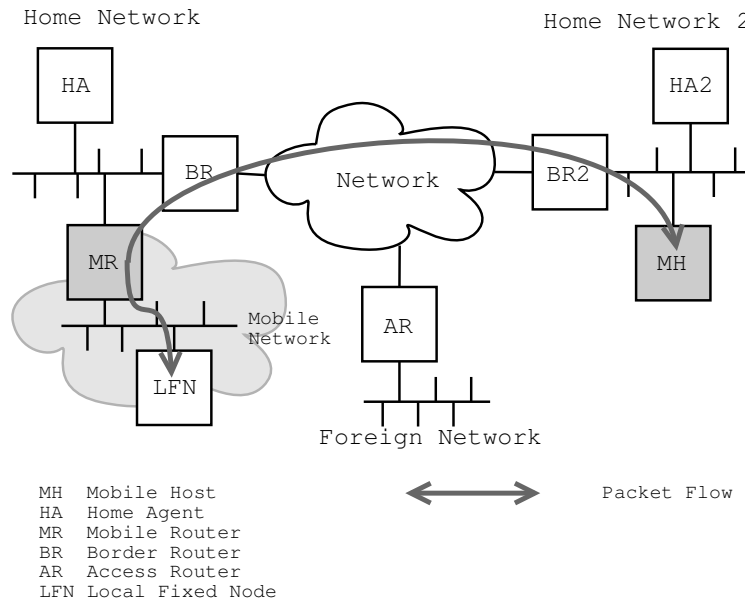 Home Network
Home Network 2
HA
HA2
BR
Network
BR2
MR
MH
Mobile
Network
AR
LFN
Foreign Network
MH Mobile Host
HA Home Agent
MR Mobile Router
BR Border Router
AR Access Router
LFN Local Fixed Node
Packet Flow